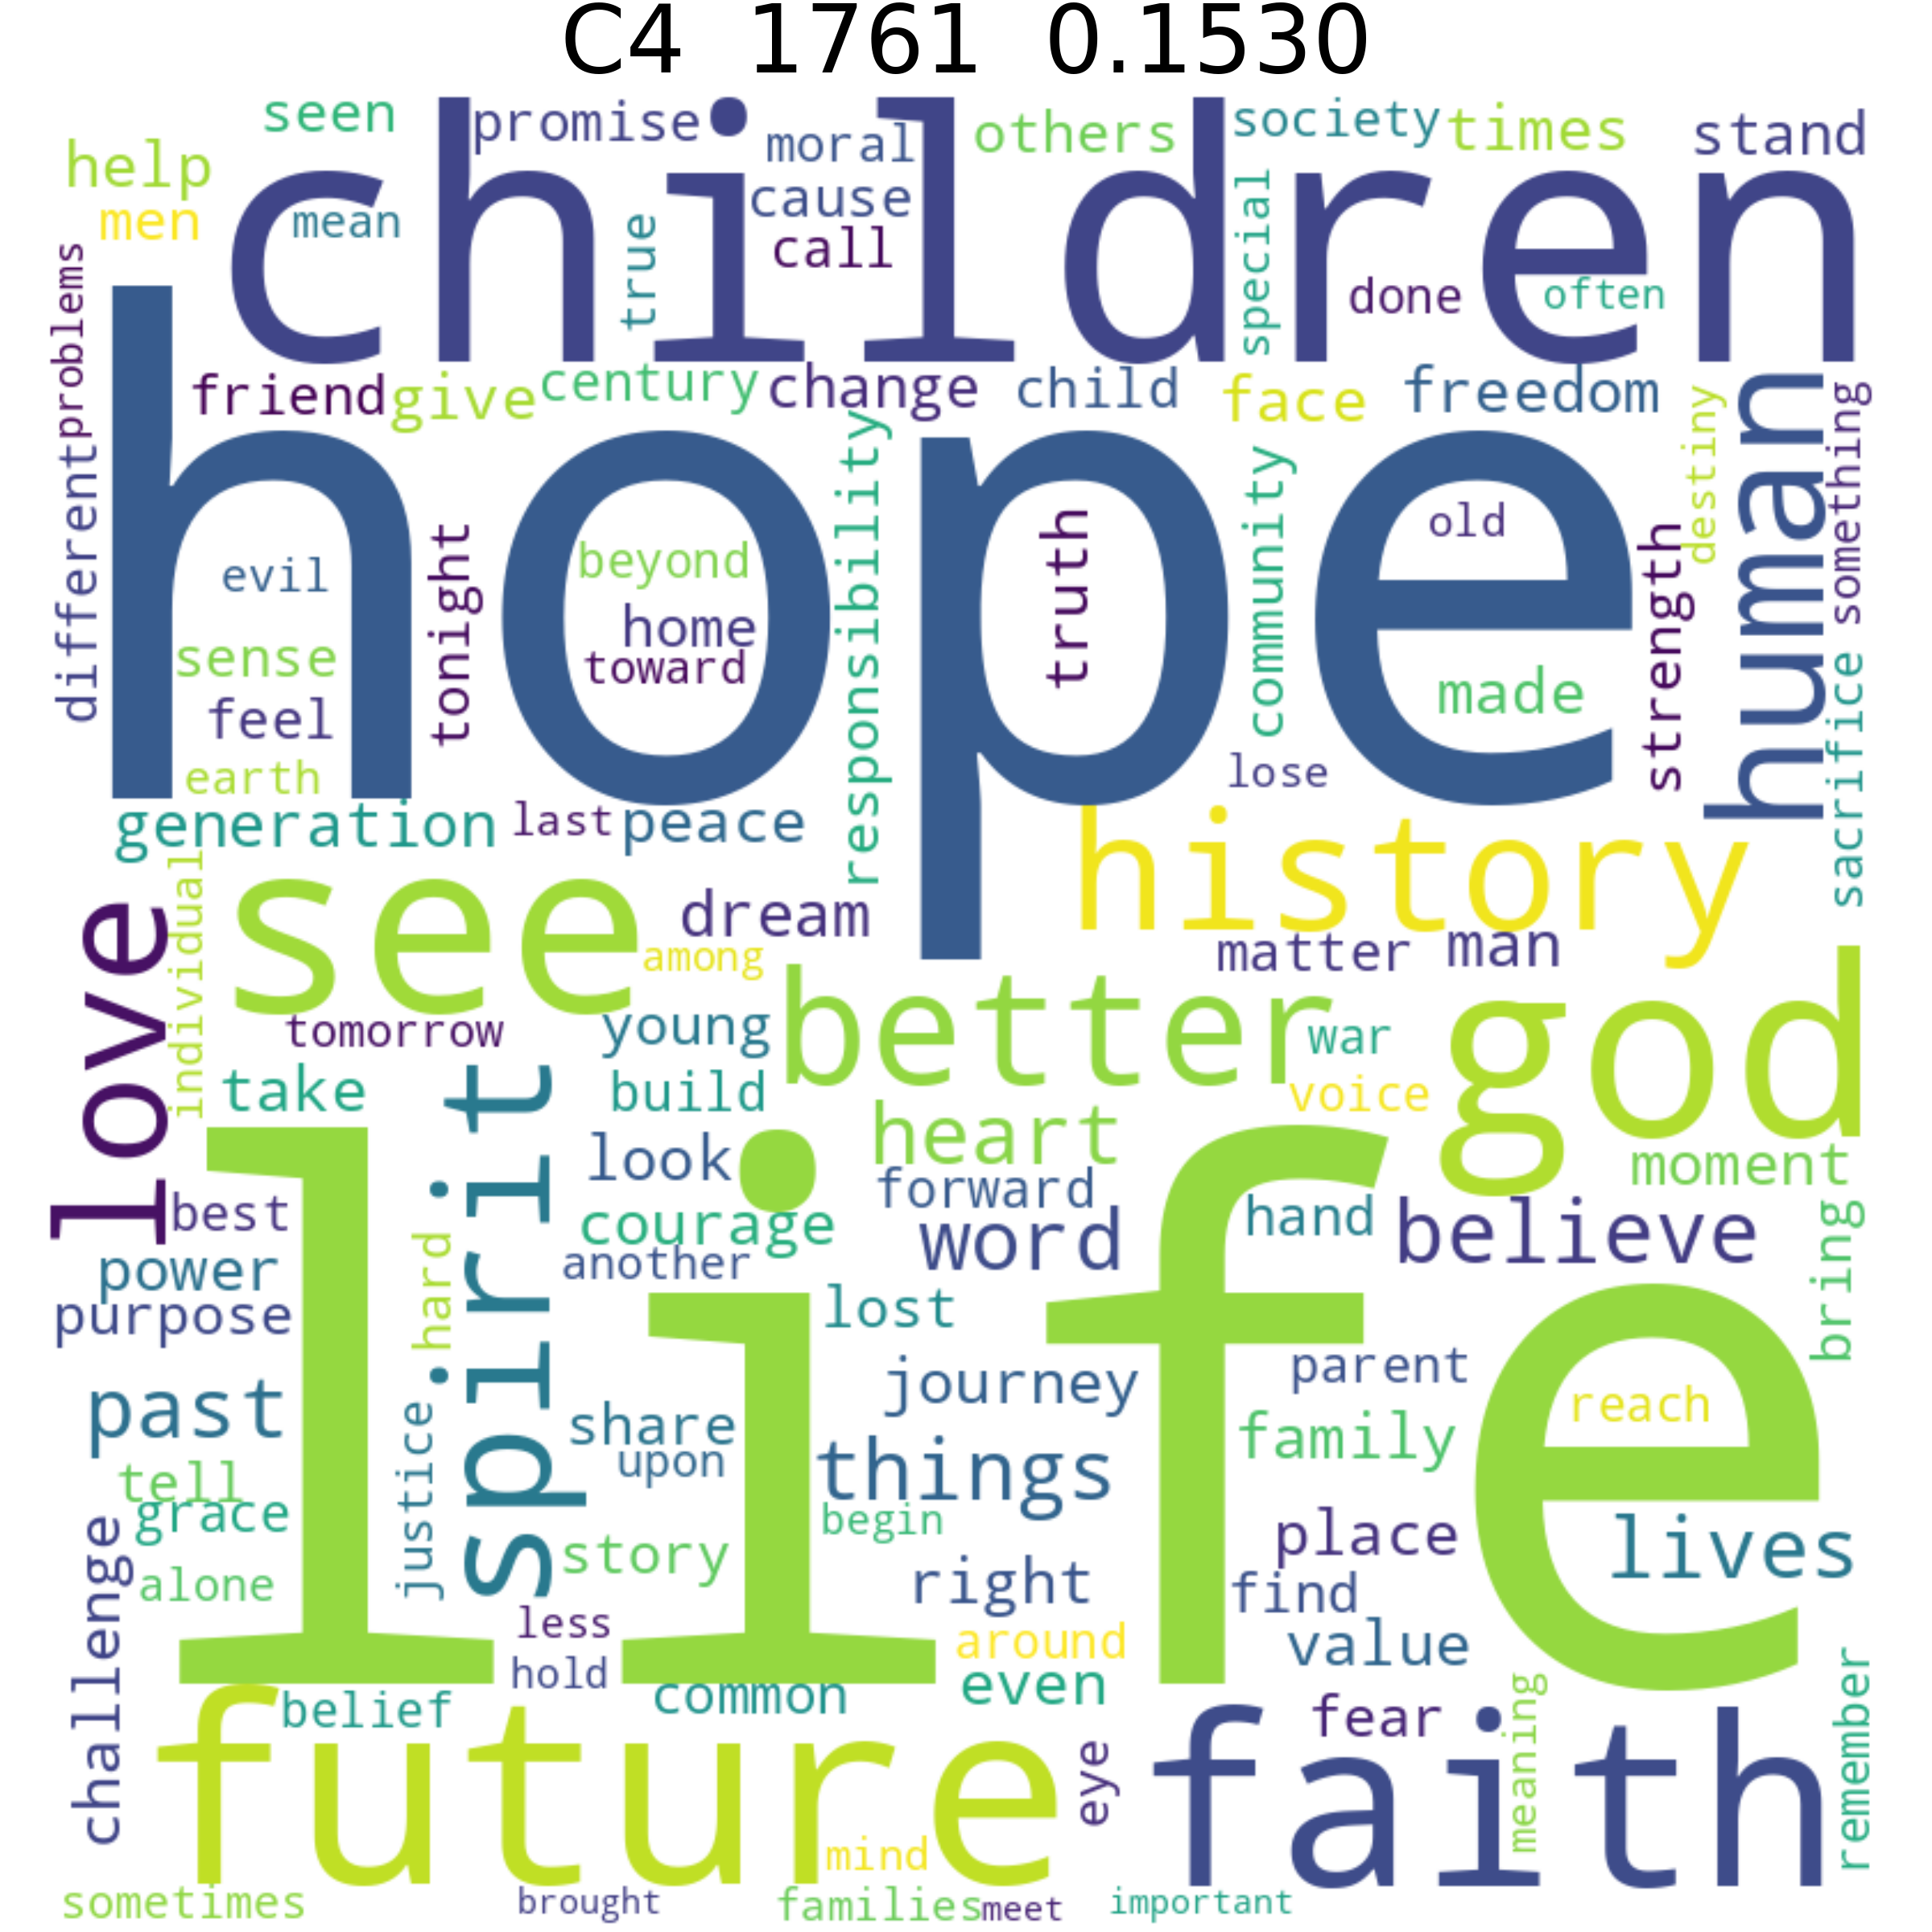 C4 1761 0.1530
seen
promise
moral
others
society
times
stand
help
children
cause
special
men
mean
true
call
done
often
problems
friend
give
century
change
child
face
freedom
human
something
destiny
different
hope
responsibility
community
old
tonight
beyond
truth
strength
evil
home
sense
toward
made
feel
sacrifice
earth
lose
generation
last
peace
history
love
individual
see
dream
among
matter
man
god
tomorrow
young
better
war
take
spirit
build
voice
heart
look
life
moment
best
forward
hand
believe
courage
word
bring
power
hard
another
purpose
lost
past
journey
parent
reach
justice
share
family
upon
things
tell
grace
begin
place
lives
challenge
alone
story
right
find
less
around
value
hold
even
belief
common
fear
meaning
remember
future
eye
faith
mind
sometimes
brought
families
meet
important